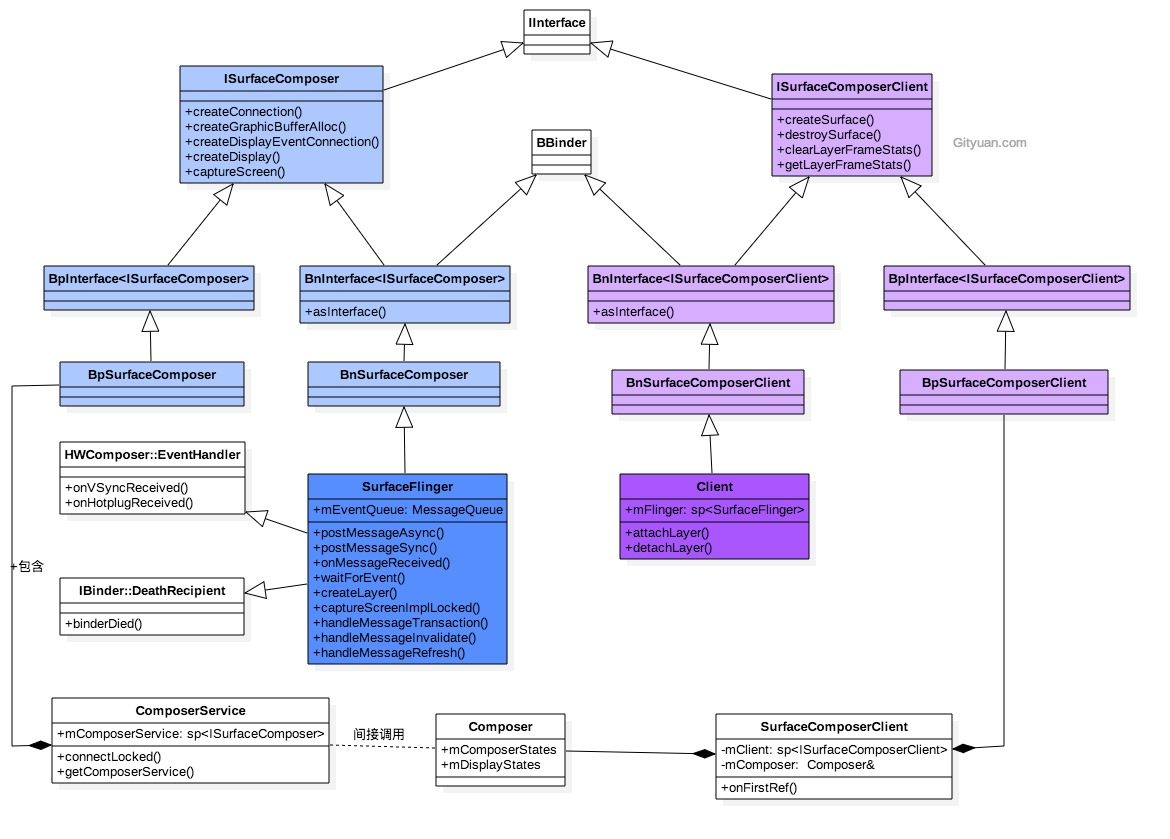 IInterface
ISurfaceComposer
+createConnection()
+createGraphicBufferAlloc()
+createDisplayEventConnection()
+createDisplay()
+captureScreen()
BBinder
ISurfaceComposerClient
+createSurface()
+destroySurface()
+clearLayerFrameStats()
+getLayerFrameStats()
Gityuan.com
BpInterface<ISurfaceComposer>
BnInterface<ISurfaceComposer>
+asInterface()
BnInterface<ISurfaceComposerClient>
+asInterface()
BpInterface<ISurfaceComposerClient>
BpSurfaceComposer
BnSurfaceComposer
BnSurfaceComposerClient
BpSurfaceComposerClient
HWComposer::EventHandler
+onVSyncReceived()
+onHotplugReceived()
SurfaceFlinger
+mEventQueue: MessageQueue
+postMessageAsync()
+postMessageSync()
+onMessageReceived()
+waitForEvent()
+createLayer()
+captureScreenImplLocked()
+handleMessageTransaction()
+handleMessageInvalidate()
+handleMessageRefresh()
Client
+mFlinger: sp<SurfaceFlinger>
+attachLayer()
+detachLayer()
+包含
IBinder::DeathRecipient
+binderDied()
ComposerService
+mComposerService: sp<ISurfaceComposer>
+connectLocked()
+getComposerService()
间接调用
Composer
+mComposerStates
+mDisplayStates
SurfaceComposerClient
-mClient: sp<ISurfaceComposerClient>
-mComposer: Composer&
+onFirstRef()